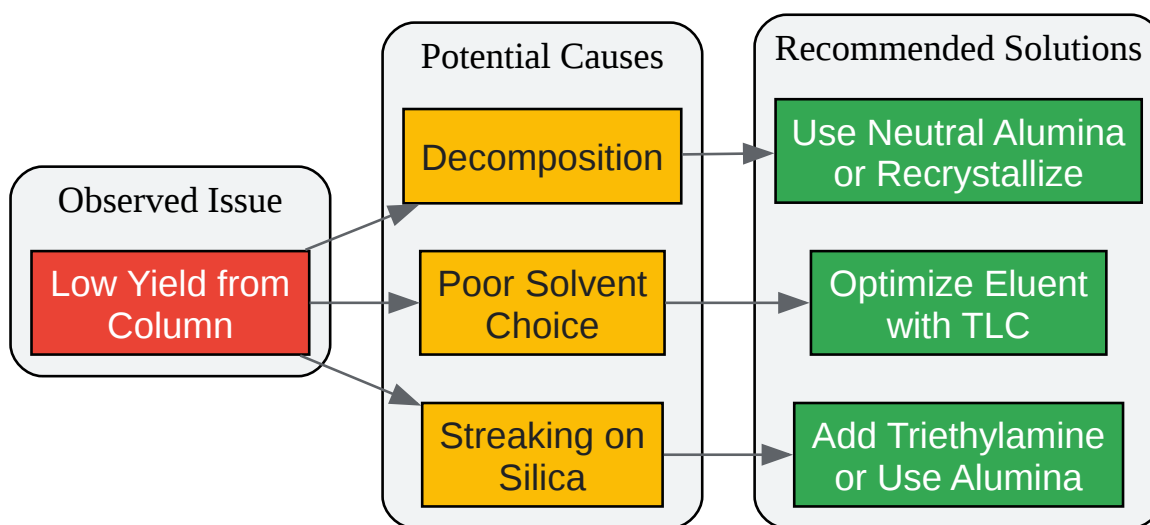 Observed Issue
Low Yield from
Column
Potential Causes
Decomposition
Poor Solvent
Choice
Streaking on
Silica
Recommended Solutions
Use Neutral Alumina
or Recrystallize
Optimize Eluent
with TLC
Add Triethylamine
or Use Alumina